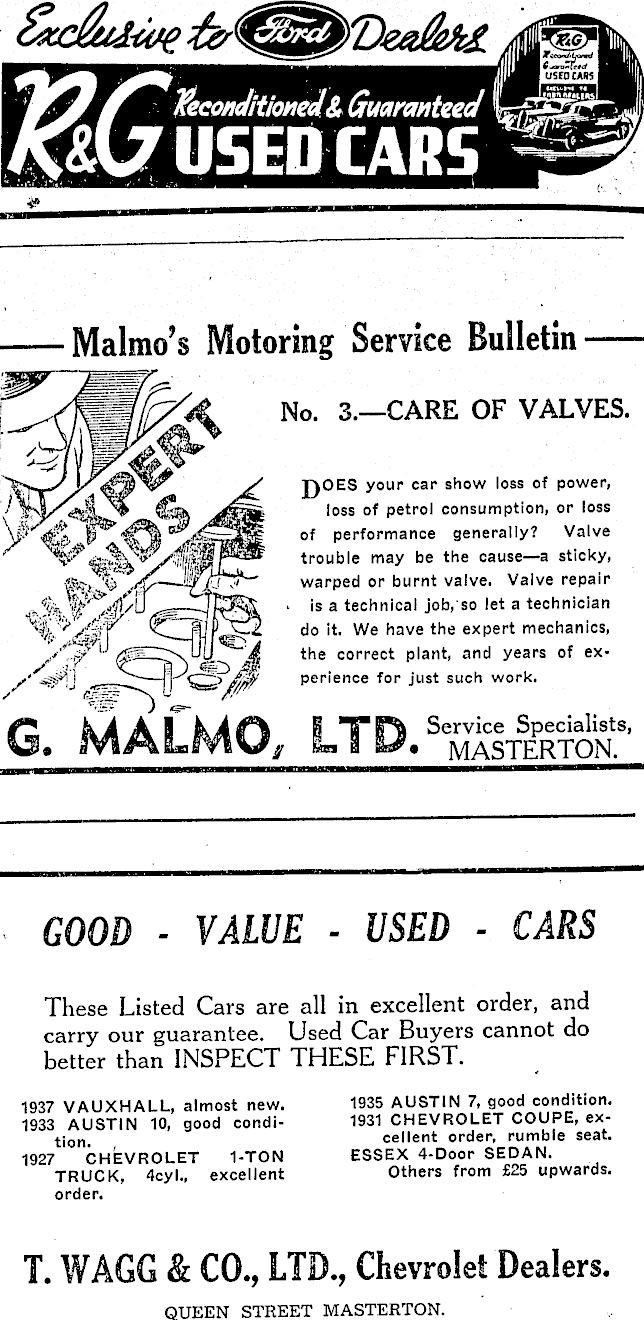 Exclusive to Ford Dealers
R&G Reconditioned & Guaranteed
USED CARS
R&G
Reconditioned
and
Guaranteed
USED CARS
EXCLUSIVE TO
FORD DEALERS
Malmo's Motoring Service Bulletin
EXPERT
HANDS
No. 3.—CARE OF VALVES.
DOES your car show loss of power,
loss of petrol consumption, or loss
of performance generally? Valve
trouble may be the cause—a sticky,
warped or burnt valve. Valve repair
is a technical job, so let a technician
do it. We have the expert mechanics,
the correct plant, and years of ex-
perience for just such work.
G. MALMO, LTD. Service Specialists,
MASTERTON.
GOOD - VALUE - USED - CARS
These Listed Cars are all in excellent order, and
carry our guarantee. Used Car Buyers cannot do
better than INSPECT THESE FIRST.
1937 VAUXHALL, almost new.
1933 AUSTIN 10, good condi-
tion.
1927 CHEVROLET 1-TON
TRUCK, 4cyl., excellent
order.
1935 AUSTIN 7, good condition.
1931 CHEVROLET COUPE, ex-
cellent order, rumble seat.
ESSEX 4-Door SEDAN.
Others from £25 upwards.
T. WAGG & CO., LTD., Chevrolet Dealers.
QUEEN STREET MASTERTON.